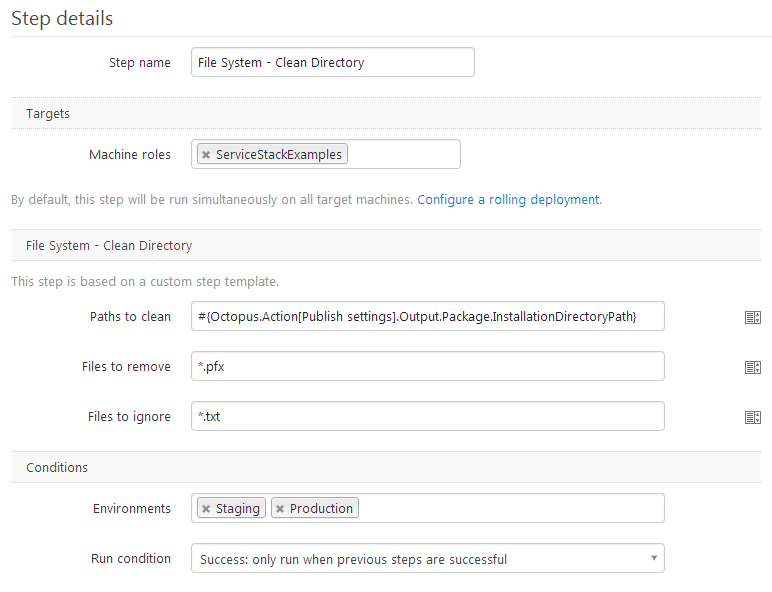 Step details
Step name File System - Clean Directory
Targets
Machine roles × ServiceStackExamples
By default, this step will be run simultaneously on all target machines. Configure a rolling deployment.
File System - Clean Directory
This step is based on a custom step template.
Paths to clean #{Octopus.Action[Publish settings].Output.Package.InstallationDirectoryPath}
Files to remove *.pfx
Files to ignore *.txt
Conditions
Environments × Staging × Production
Run condition Success: only run when previous steps are successful